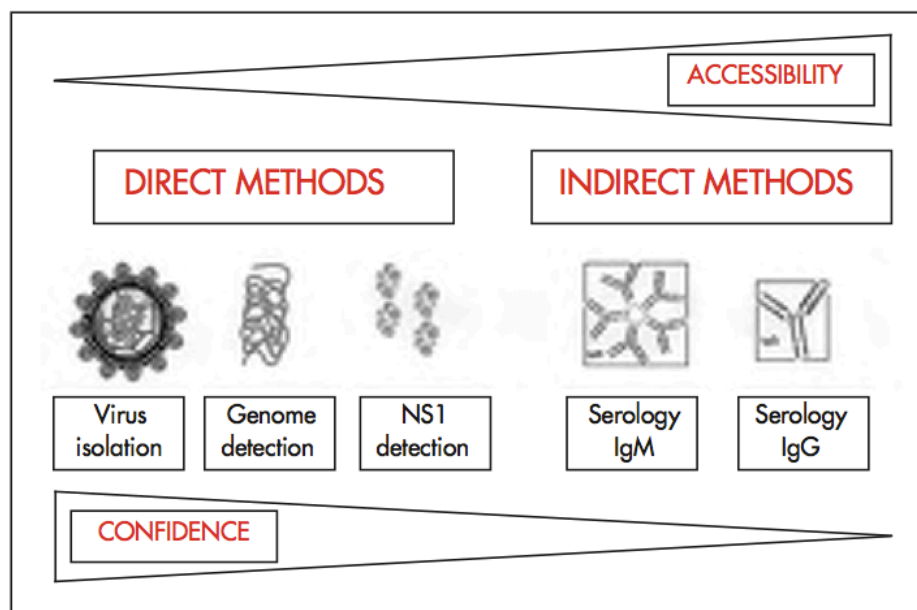 ACCESSIBILITY
DIRECT METHODS
INDIRECT METHODS
Virus
isolation
Genome
detection
NS1
detection
Serology
IgM
Serology
IgG
CONFIDENCE